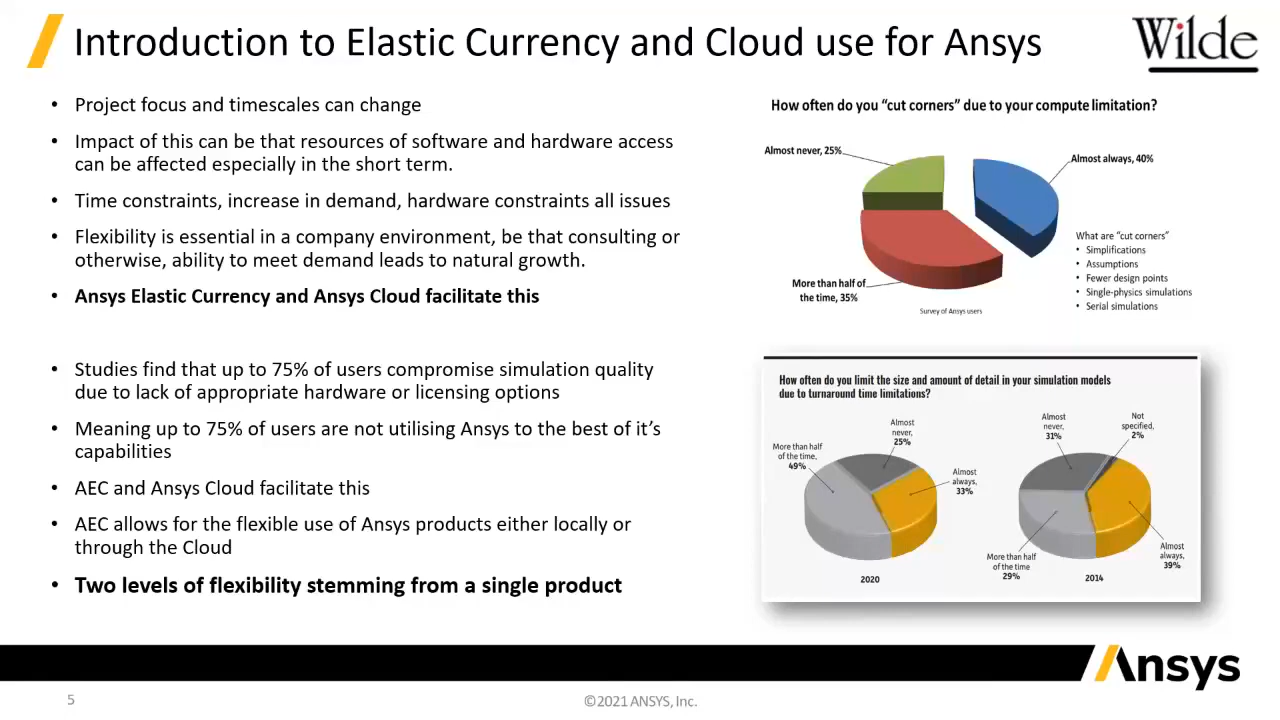 Introduction to Elastic Currency and Cloud use for Ansys
Wilde
• Project focus and timescales can change
• Impact of this can be that resources of software and hardware access
can be affected especially in the short term.
• Time constraints, increase in demand, hardware constraints all issues
• Flexibility is essential in a company environment, be that consulting or
otherwise, ability to meet demand leads to natural growth.
• Ansys Elastic Currency and Ansys Cloud facilitate this
• Studies find that up to 75% of users compromise simulation quality
due to lack of appropriate hardware or licensing options
• Meaning up to 75% of users are not utilising Ansys to the best of it’s
capabilities
• AEC and Ansys Cloud facilitate this
• AEC allows for the flexible use of Ansys products either locally or
through the Cloud
• Two levels of flexibility stemming from a single product
How often do you “cut corners” due to your compute limitation?
Almost never, 25%
Almost always, 40%
More than half of
the time, 35%
What are “cut corners”
• Simplifications
• Assumptions
• Fewer design points
• Single-physics simulations
• Serial simulations
Survey of Ansys users
How often do you limit the size and amount of detail in your simulation models
due to turnaround time limitations?
More than half
of the time,
49%
Almost
never,
25%
Almost
always,
33%
2020
Almost
never,
31%
Not
specified,
2%
More than half
of the time
29%
Almost
always,
39%
2014
Ansys
5
©2021 ANSYS, Inc.